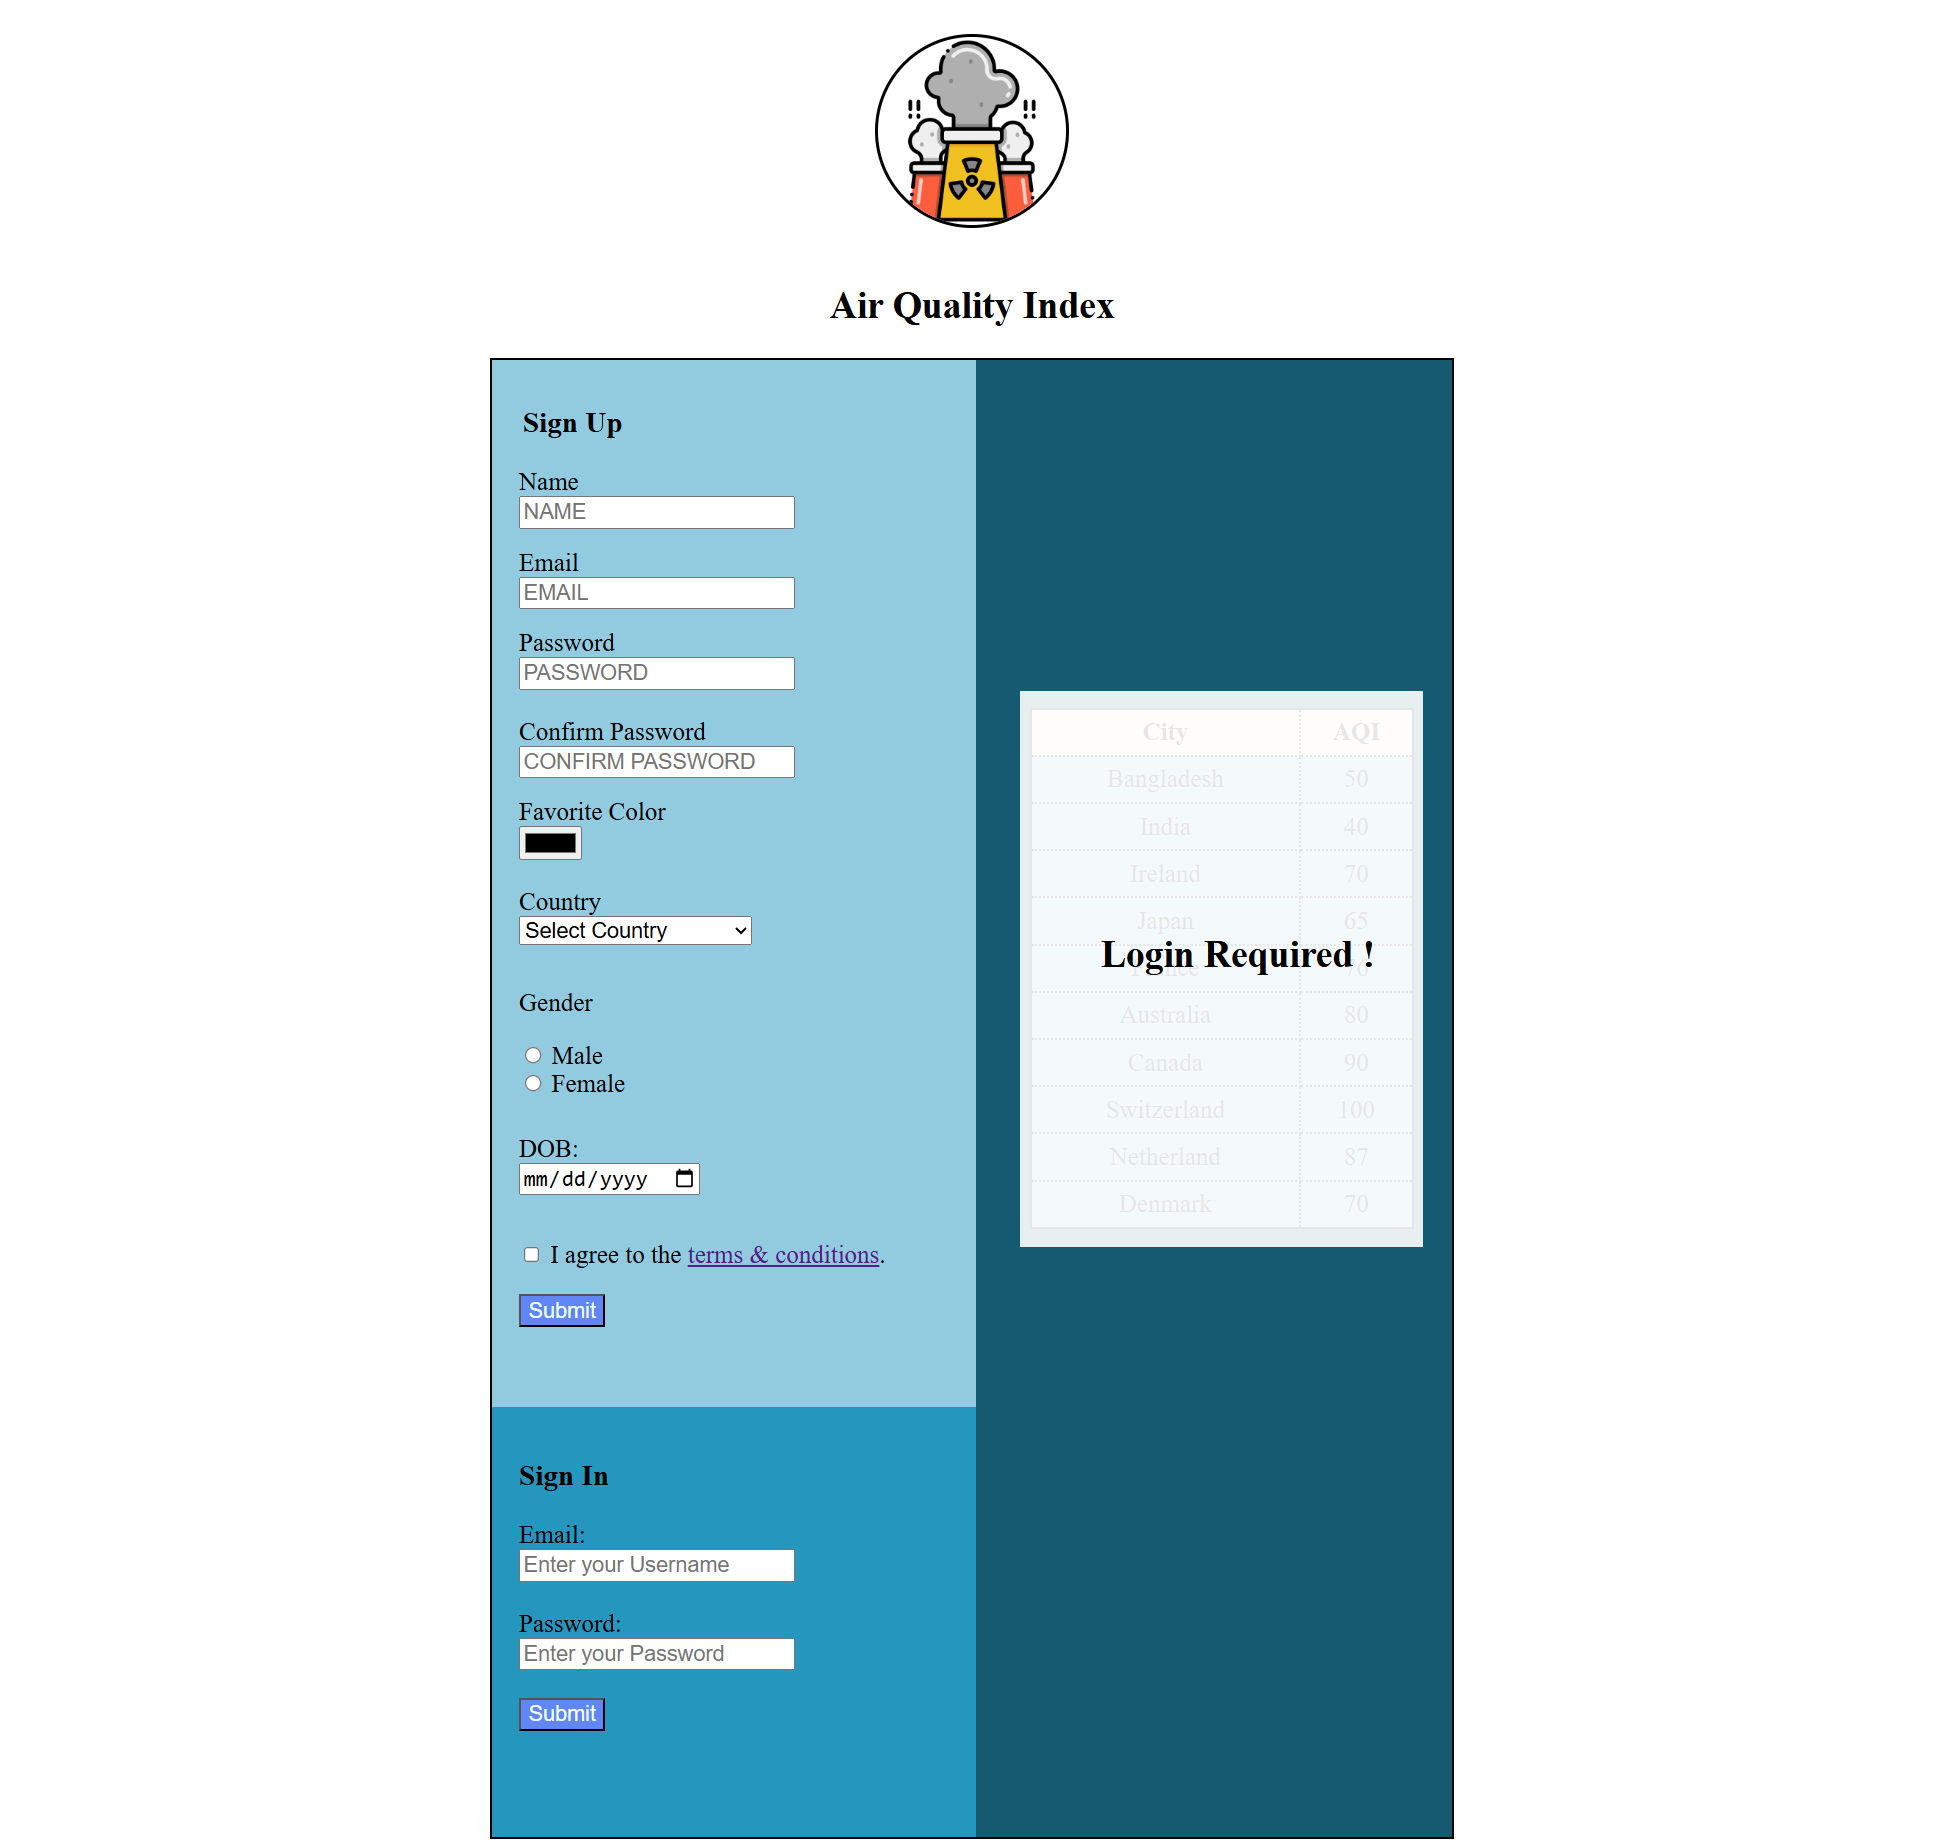 Air Quality Index
Sign Up
Name
NAME
Email
EMAIL
Password
PASSWORD
Confirm Password
CONFIRM PASSWORD
Favorite Color
Country
Select Country
Gender
Male
Female
DOB:
mm/dd/yyyy
I agree to the terms & conditions.
Submit
Sign In
Email:
Enter your Username
Password:
Enter your Password
Submit
City AQI
Bangladesh 50
India 40
Ireland 70
Japan 65
Login Required !
Australia 80
Canada 90
Switzerland 100
Netherland 87
Denmark 70